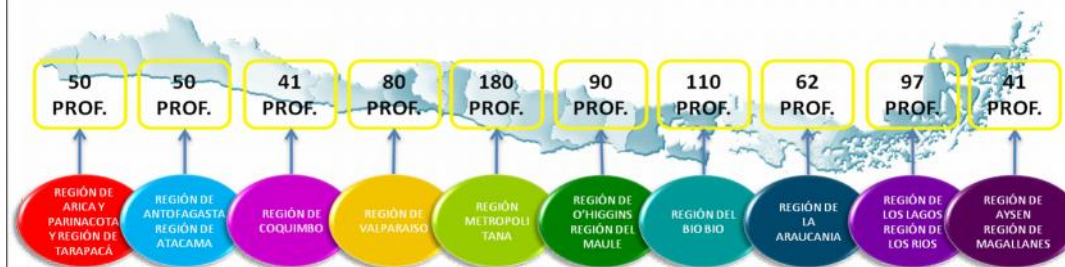 50
PROF.
50
PROF.
41
PROF.
80
PROF.
180
PROF.
90
PROF.
110
PROF.
62
PROF.
97
PROF.
41
PROF.
REGIÓN DE
ARICA Y
PARINACOTA
Y REGIÓN DE
TARAPACÁ
REGIÓN DE
ANTOFAGASTA
REGIÓN DE
ATACAMA
REGIÓN DE
COQUIMBO
REGIÓN DE
VALPARAISO
REGIÓN
METROPOLI
TANA
REGIÓN DE
O'HIGGINS
REGIÓN DEL
MAULE
REGIÓN DEL
BIO BIO
REGIÓN DE
LA
ARAUCANIA
REGIÓN DE
LOS LAGOS
REGIÓN DE
LOS RIOS
REGIÓN DE
AYSEN
REGIÓN DE
MAGALLANES